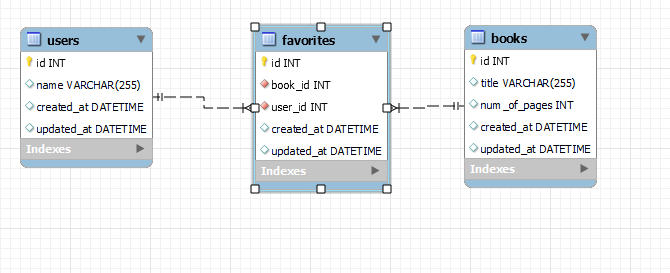 users
id INT
name VARCHAR(255)
created_at DATETIME
updated_at DATETIME
Indexes
favorites
id INT
book_id INT
user_id INT
created_at DATETIME
updated_at DATETIME
Indexes
books
id INT
title VARCHAR(255)
num_of_pages INT
created_at DATETIME
updated_at DATETIME
Indexes